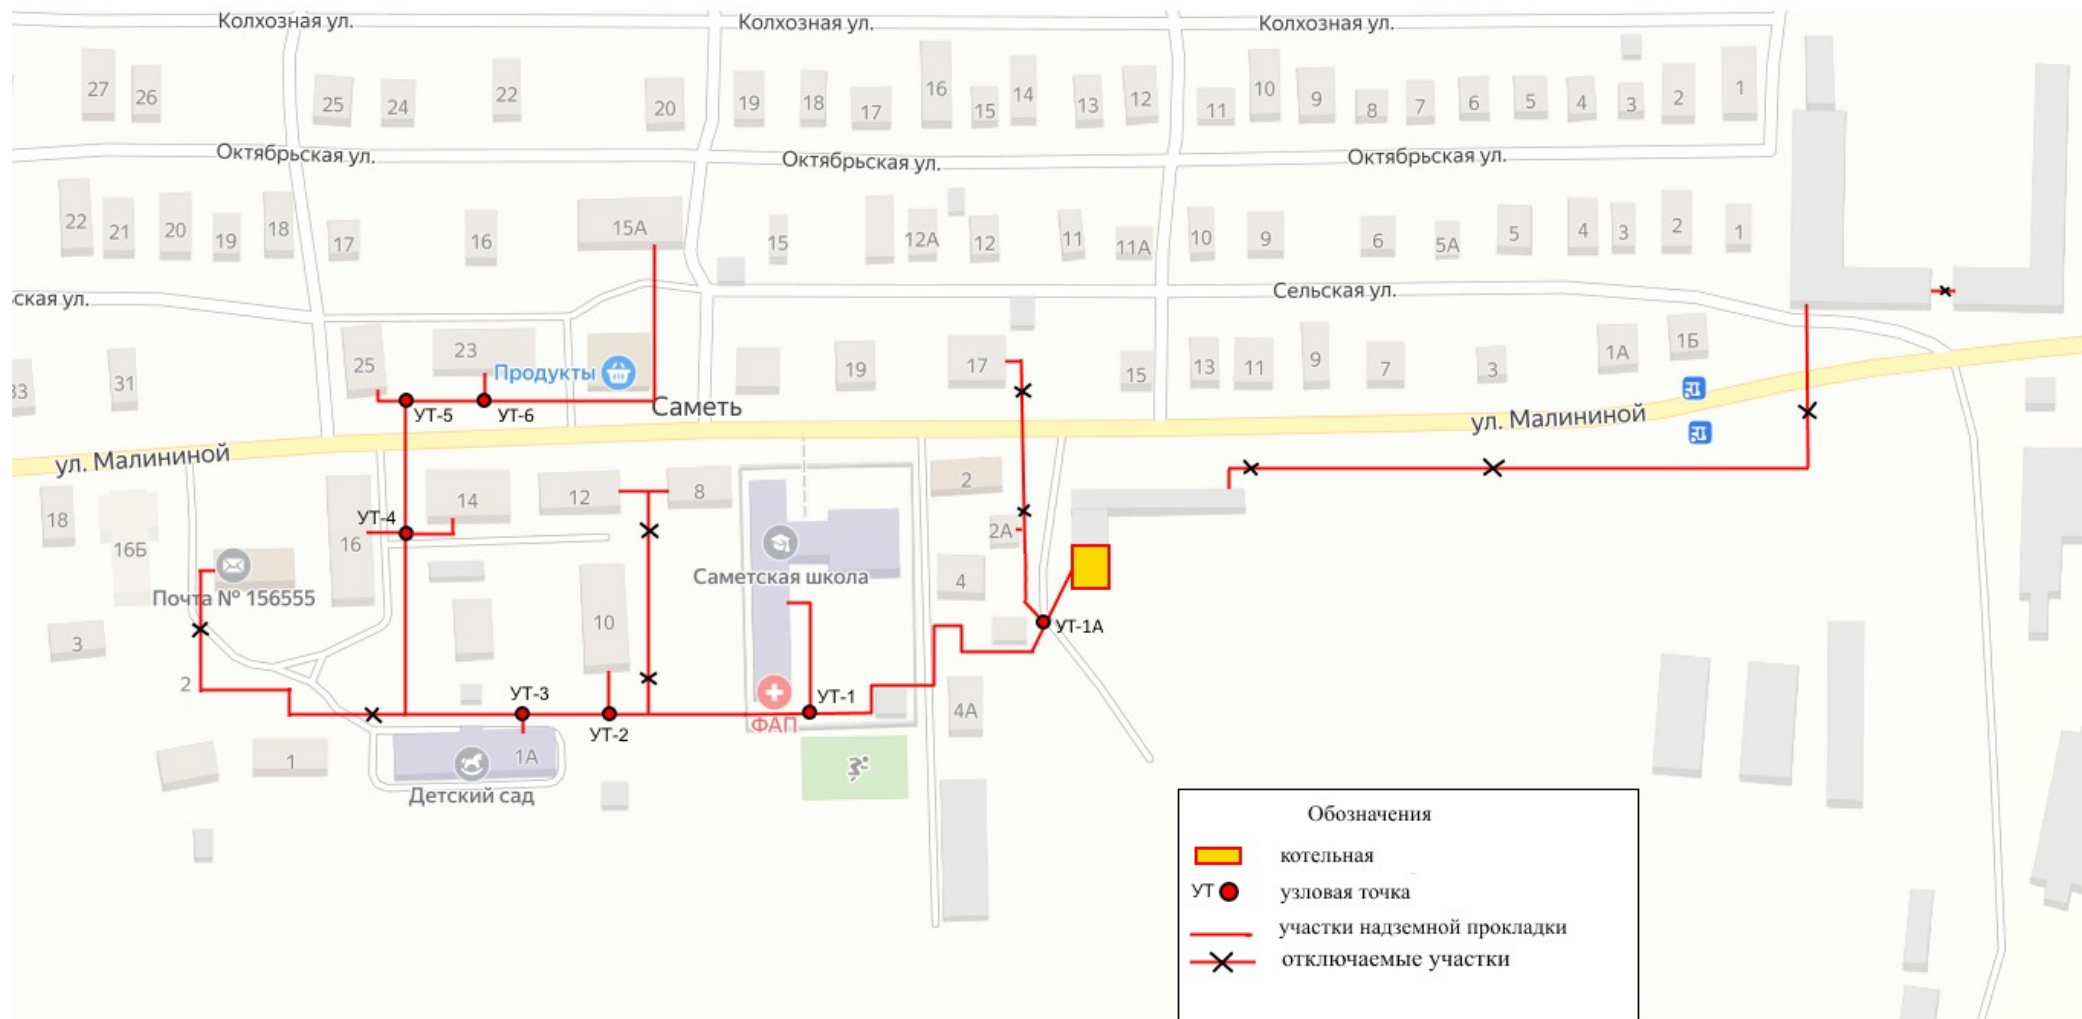 Колхозная ул.
Колхозная ул.
Колхозная ул.
27
26
25
24
22
20
19
18
17
16
15
14
13
12
11
10
9
8
7
6
5
4
3
2
1
Октябрьская ул.
Октябрьская ул.
Октябрьская ул.
22
21
20
19
18
17
16
15А
15
12А
12
11
11А
10
9
6
5А
5
4
3
2
1
ская ул.
Сельская ул.
33
31
25
23
Продукты
19
17
15
13
11
9
7
3
1А
1Б
УТ-5
УТ-6
Саметь
ул. Малининой
ул. Малининой
18
16Б
16
УТ-4
14
12
8
2
2А
4
Саметская школа
Почта № 156555
3
10
УТ-1А
2
УТ-3
УТ-2
УТ-1
ФАП
4А
1
1А
Детский сад
Обозначения
котельная
УТ
узловая точка
участки надземной прокладки
отключаемые участки